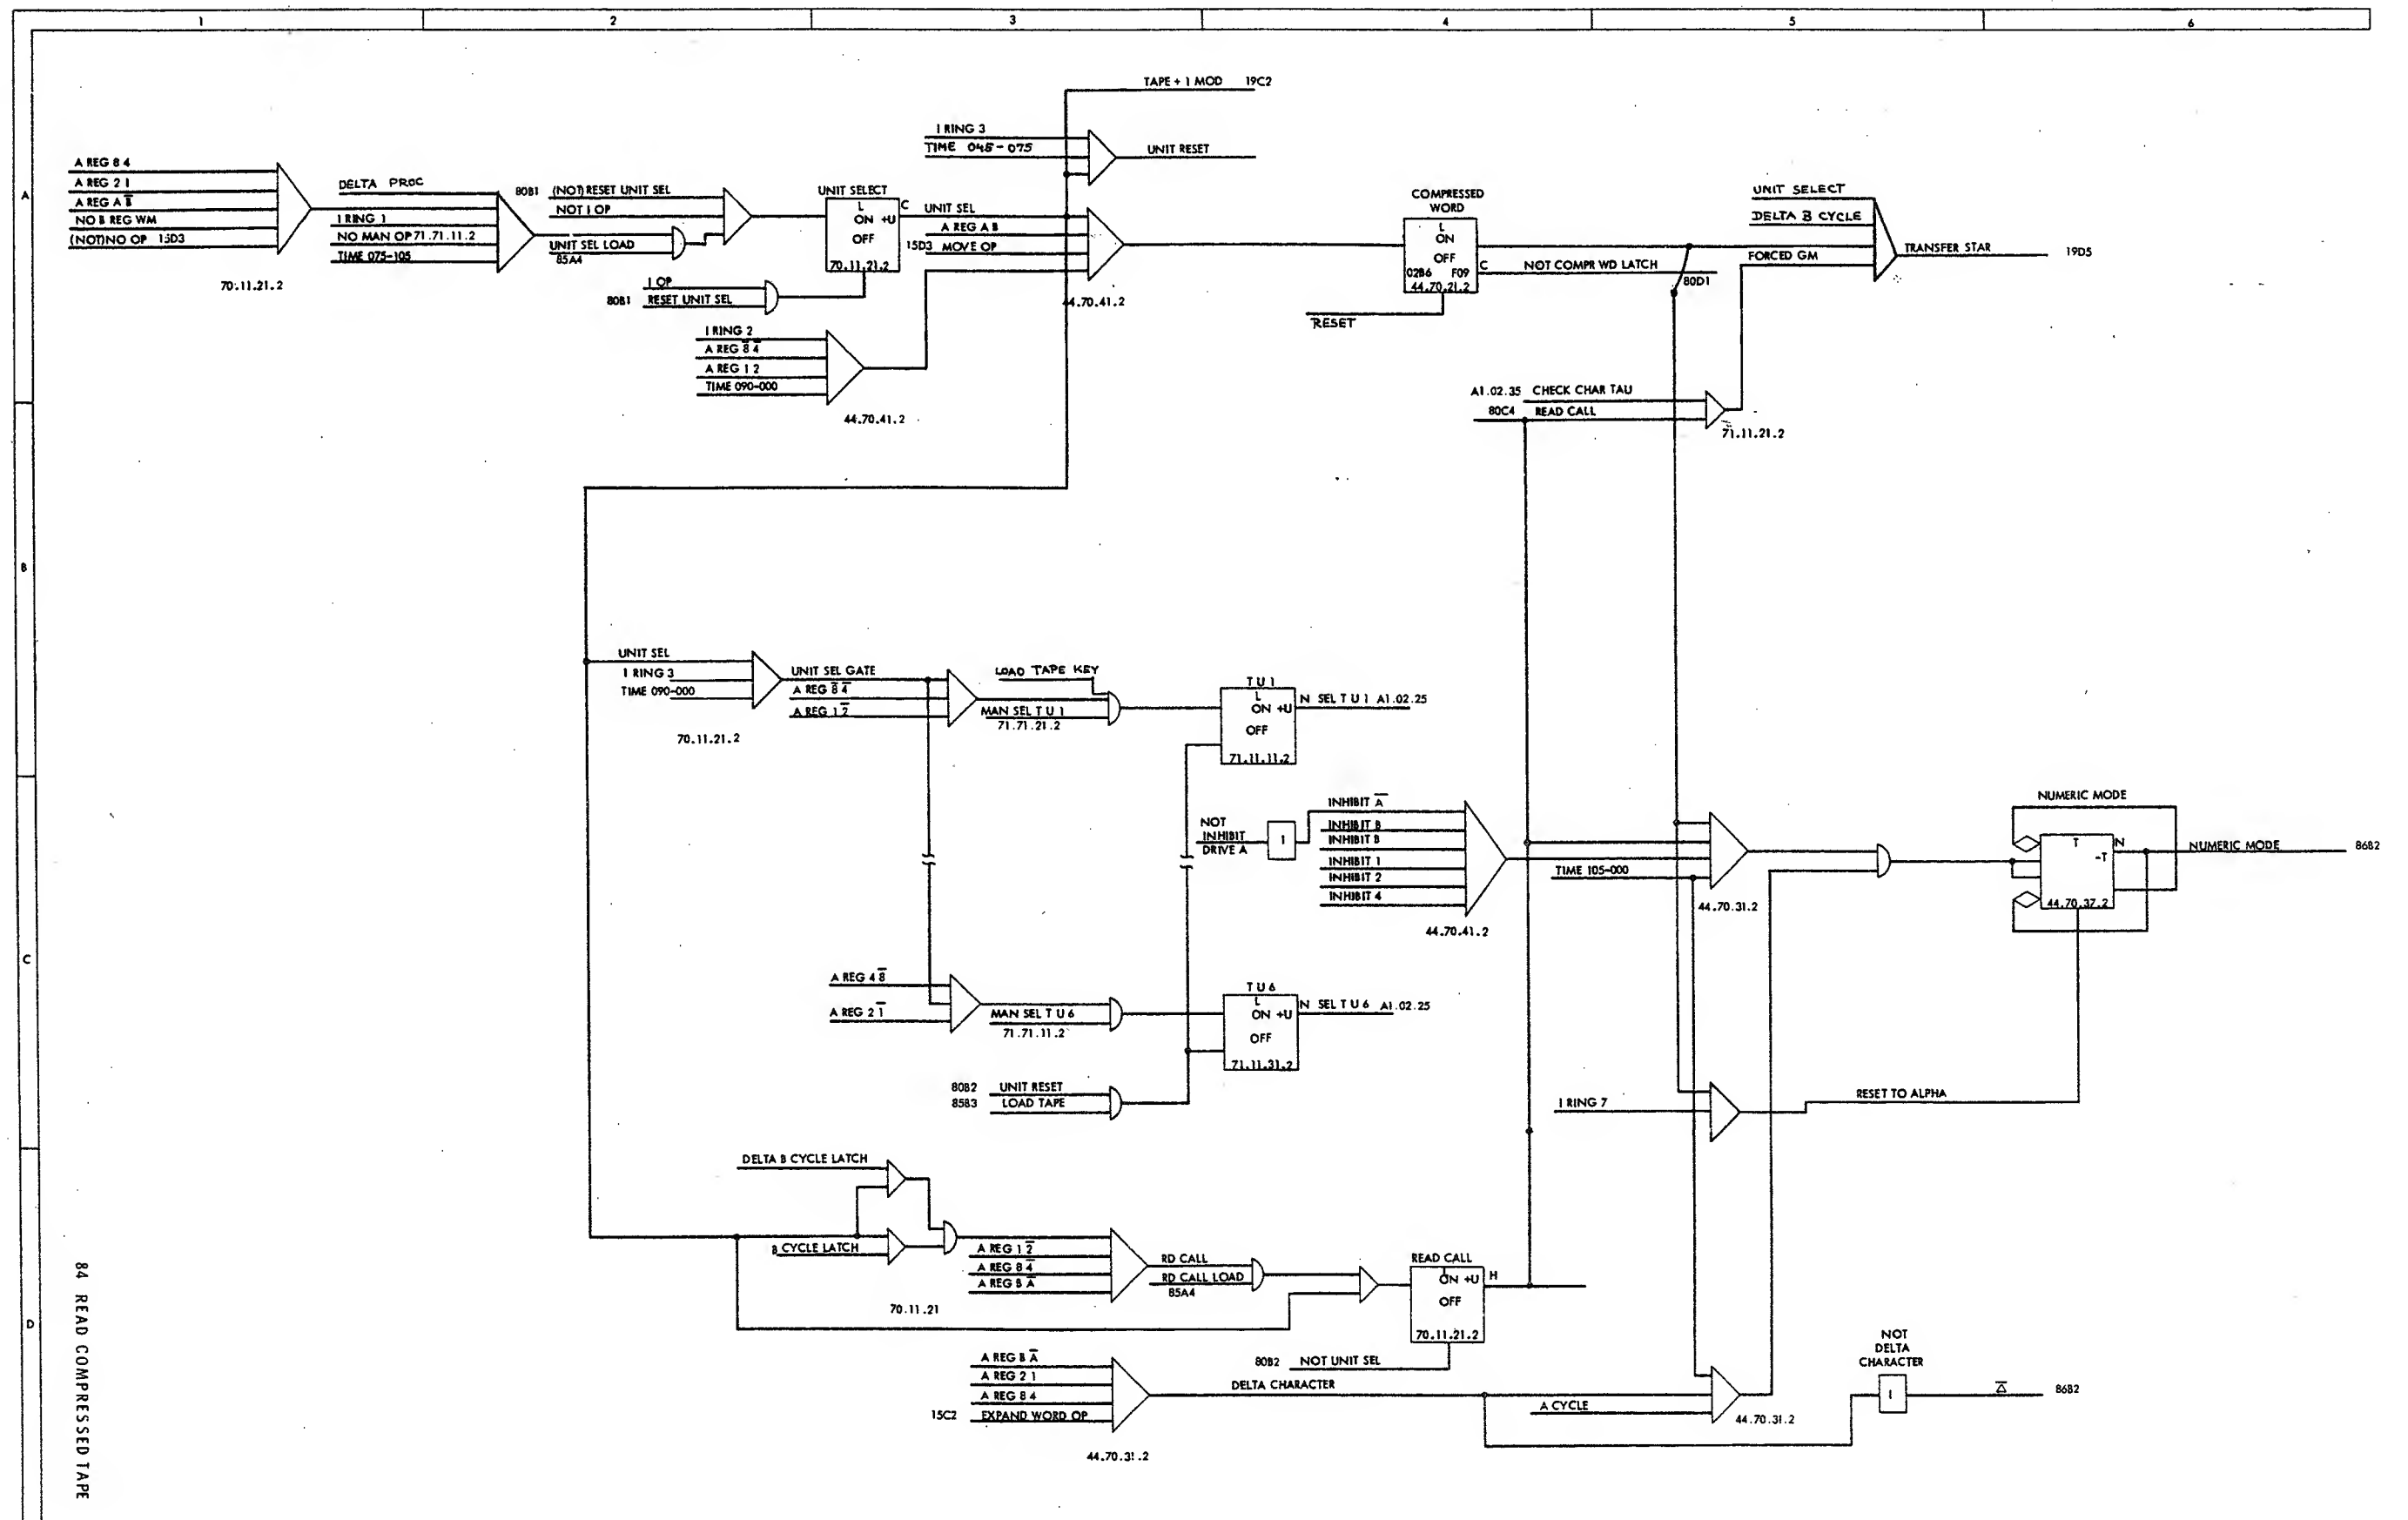 1 2 3 4 5 6
A
B
C
D
TAPE + 1 MOD 19C2
I RING 3
TIME 045-075
UNIT RESET
A REG 8 4
A REG 2 1
A REG A B̅
NO B REG WM
(NOT) NO OP 15D3
70.11.21.2
DELTA PROC
I RING 1
NO MAN OP 71.71.11.2
TIME 075-105
80B1 (NOT) RESET UNIT SEL
NOT I OP
UNIT SEL LOAD
85A4
I OP
80B1 RESET UNIT SEL
UNIT SELECT
L
ON +U
OFF
70.11.21.2
C
UNIT SEL
A REG A B
15D3 MOVE OP
44.70.41.2
I RING 2
A REG 8̅ 4̅
A REG 1 2
TIME 090-000
44.70.41.2
COMPRESSED
WORD
L
ON
OFF
02B6 F09
44.70.21.2
C
NOT COMPR WD LATCH
RESET
UNIT SELECT
DELTA B CYCLE
FORCED GM
80D1
TRANSFER STAR 19D5
A1.02.35 CHECK CHAR TAU
80C4 READ CALL
71.11.21.2
UNIT SEL
I RING 3
TIME 090-000
70.11.21.2
UNIT SEL GATE
A REG 8̅ 4̅
A REG 1 2̅
LOAD TAPE KEY
MAN SEL T U 1
71.71.21.2
T U 1
L
ON +U
OFF
71.11.11.2
N SEL T U 1 A1.02.25
NOT
INHIBIT
DRIVE A
I
INHIBIT A̅
INHIBIT B
INHIBIT B
INHIBIT 1
INHIBIT 2
INHIBIT 4
44.70.41.2
TIME 105-000
44.70.31.2
NUMERIC MODE
T
-T
44.70.37.2
N
NUMERIC MODE 86B2
A REG 4 8̅
A REG 2 1̅
MAN SEL T U 6
71.71.11.2
T U 6
L
ON +U
OFF
71.11.31.2
N SEL T U 6 A1.02.25
80B2 UNIT RESET
85B3 LOAD TAPE
I RING 7
RESET TO ALPHA
DELTA B CYCLE LATCH
B CYCLE LATCH
70.11.21
A REG 1 2̅
A REG 8 4̅
A REG B A̅
RD CALL
RD CALL LOAD
85A4
READ CALL
L
ON +U
OFF
70.11.21.2
H
80B2 NOT UNIT SEL
A REG B A̅
A REG 2 1
A REG 8 4
15C2 EXPAND WORD OP
44.70.31.2
DELTA CHARACTER
A CYCLE
44.70.31.2
NOT
DELTA
CHARACTER
I
Δ̅ 86B2
84 READ COMPRESSED TAPE